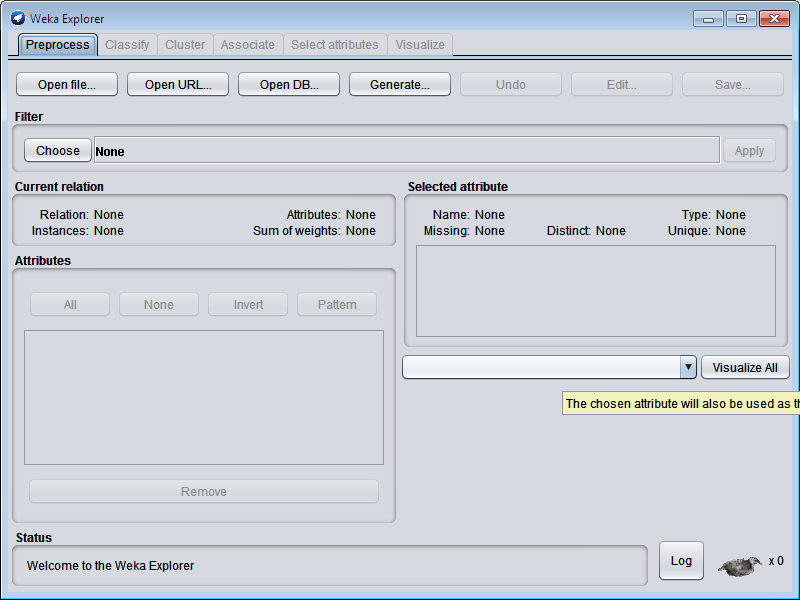 Weka Explorer
Preprocess Classify Cluster Associate Select attributes Visualize
Open file... Open URL... Open DB... Generate... Undo Edit... Save...
Filter
Choose None Apply
Current relation
Relation: None Attributes: None
Instances: None Sum of weights: None
Selected attribute
Name: None Type: None
Missing: None Distinct: None Unique: None
Attributes
All None Invert Pattern
Visualize All
The chosen attribute will also be used as th
Remove
Status
Welcome to the Weka Explorer
Log x 0